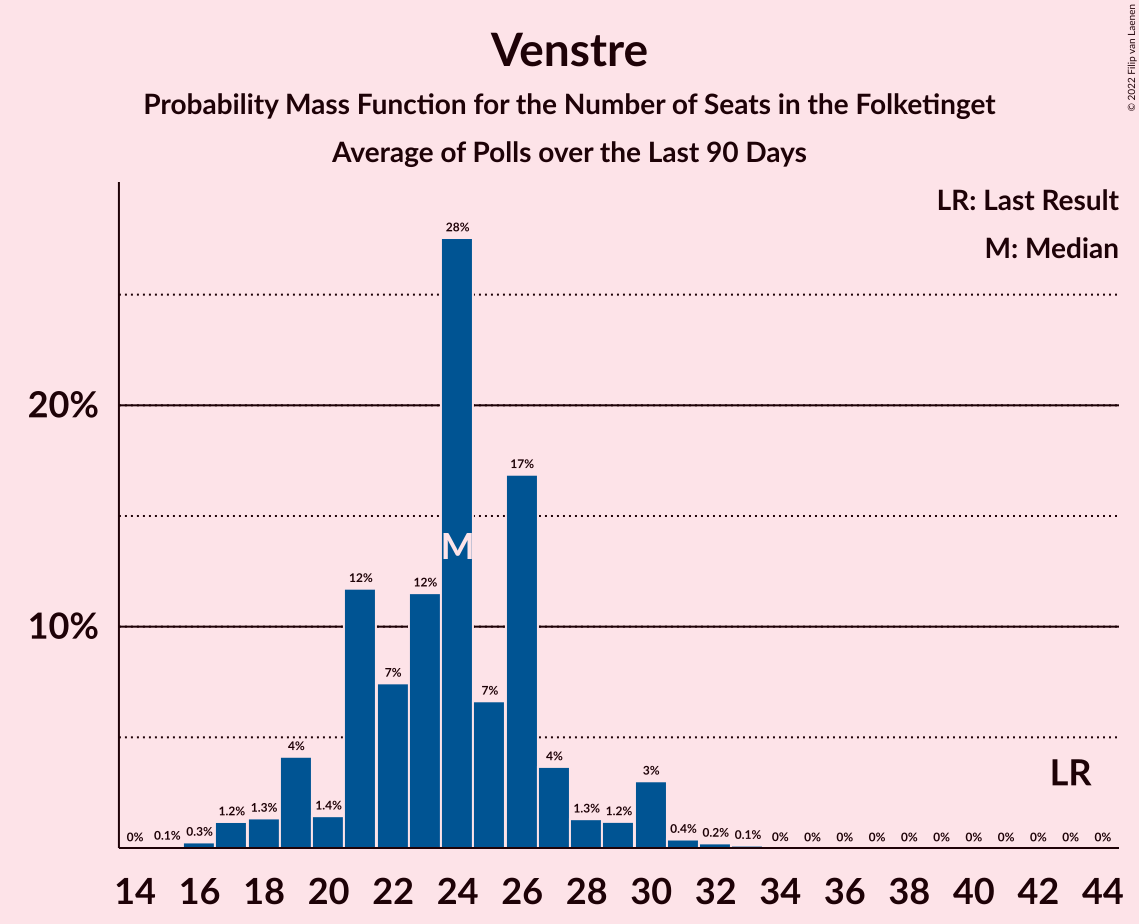 Venstre
Probability Mass Function for the Number of Seats in the Folketinget
Average of Polls over the Last 90 Days
© 2022 Filip van Laenen
LR: Last Result
M: Median
20%
10%
0% 0.1% 0.3% 1.2% 1.3% 4% 1.4% 12% 7% 12% 28% 7% 17% 4% 1.3% 1.2% 3% 0.4% 0.2% 0.1% 0% 0% 0% 0% 0% 0% 0% 0% 0% 0% 0%
M
LR
14 16 18 20 22 24 26 28 30 32 34 36 38 40 42 44